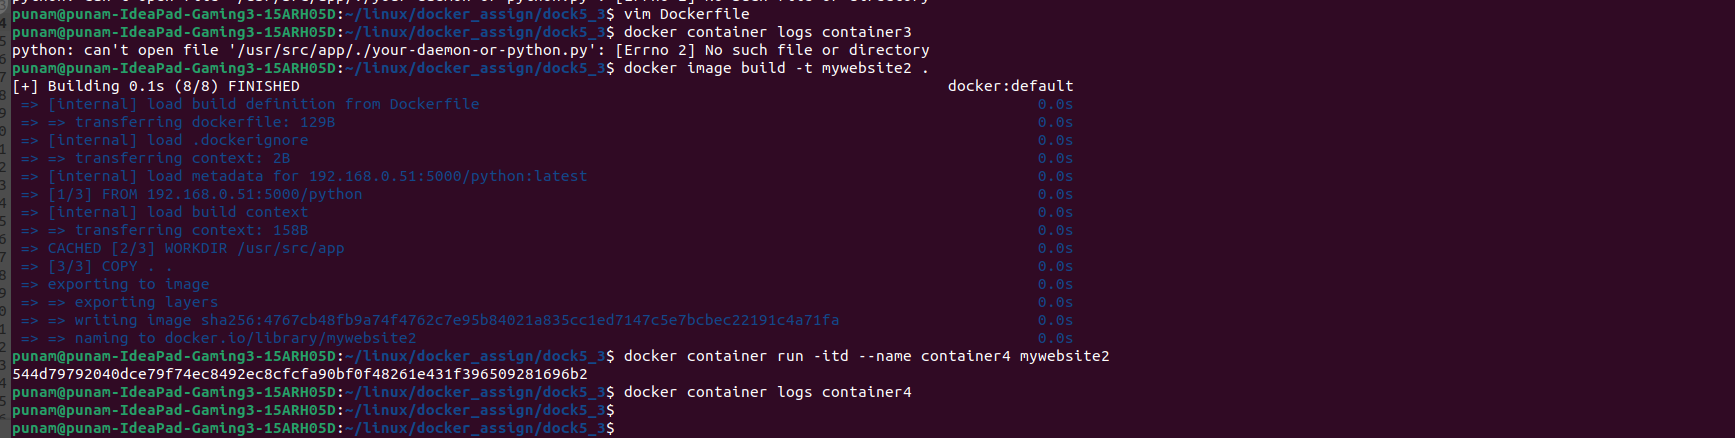 punam@punam-IdeaPad-Gaming3-15ARH05D:~/linux/docker_assign/dock5_3$ vim Dockerfile
punam@punam-IdeaPad-Gaming3-15ARH05D:~/linux/docker_assign/dock5_3$ docker container logs container3
python: can't open file '/usr/src/app/./your-daemon-or-python.py': [Errno 2] No such file or directory
punam@punam-IdeaPad-Gaming3-15ARH05D:~/linux/docker_assign/dock5_3$ docker image build -t mywebsite2 .
[+] Building 0.1s (8/8) FINISHED docker:default
=> [internal] load build definition from Dockerfile 0.0s
=> => transferring dockerfile: 129B 0.0s
=> [internal] load .dockerignore 0.0s
=> => transferring context: 2B 0.0s
=> [internal] load metadata for 192.168.0.51:5000/python:latest 0.0s
=> [1/3] FROM 192.168.0.51:5000/python 0.0s
=> [internal] load build context 0.0s
=> => transferring context: 158B 0.0s
=> CACHED [2/3] WORKDIR /usr/src/app 0.0s
=> [3/3] COPY . . 0.0s
=> exporting to image 0.0s
=> => exporting layers 0.0s
=> => writing image sha256:4767cb48fb9a74f4762c7e95b84021a835cc1ed7147c5e7bcbec22191c4a71fa 0.0s
=> => naming to docker.io/library/mywebsite2 0.0s
punam@punam-IdeaPad-Gaming3-15ARH05D:~/linux/docker_assign/dock5_3$ docker container run -itd --name container4 mywebsite2
544d79792040dce79f74ec8492ec8cfcfa90bf0f48261e431f396509281696b2
punam@punam-IdeaPad-Gaming3-15ARH05D:~/linux/docker_assign/dock5_3$ docker container logs container4
punam@punam-IdeaPad-Gaming3-15ARH05D:~/linux/docker_assign/dock5_3$
punam@punam-IdeaPad-Gaming3-15ARH05D:~/linux/docker_assign/dock5_3$